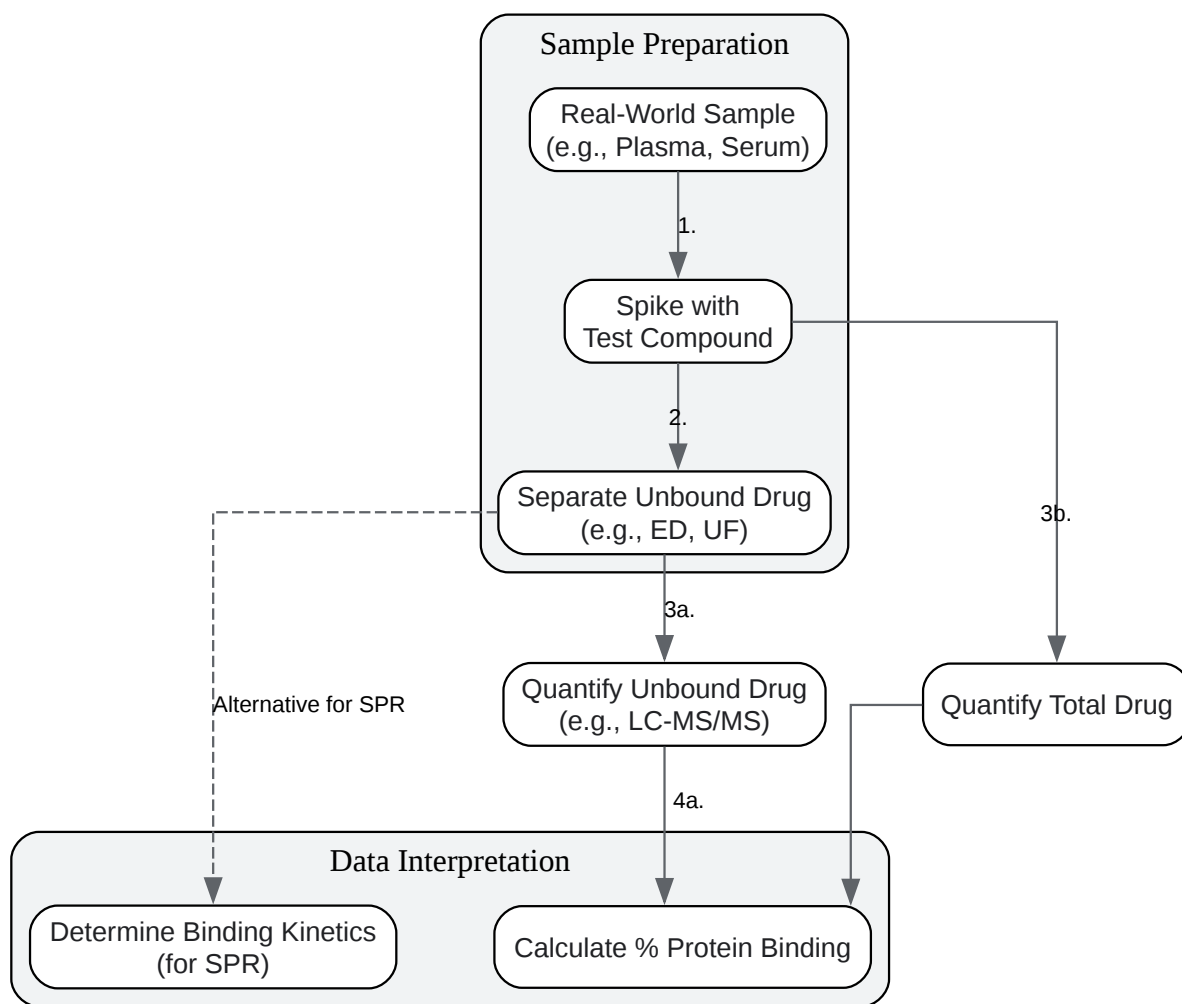 Sample Preparation
Real-World Sample
(e.g., Plasma, Serum)
1.
Spike with
Test Compound
2.
Separate Unbound Drug
(e.g., ED, UF)
3b.
3a.
Quantify Unbound Drug
(e.g., LC-MS/MS)
Quantify Total Drug
Alternative for SPR
4a.
Data Interpretation
Determine Binding Kinetics
(for SPR)
Calculate % Protein Binding